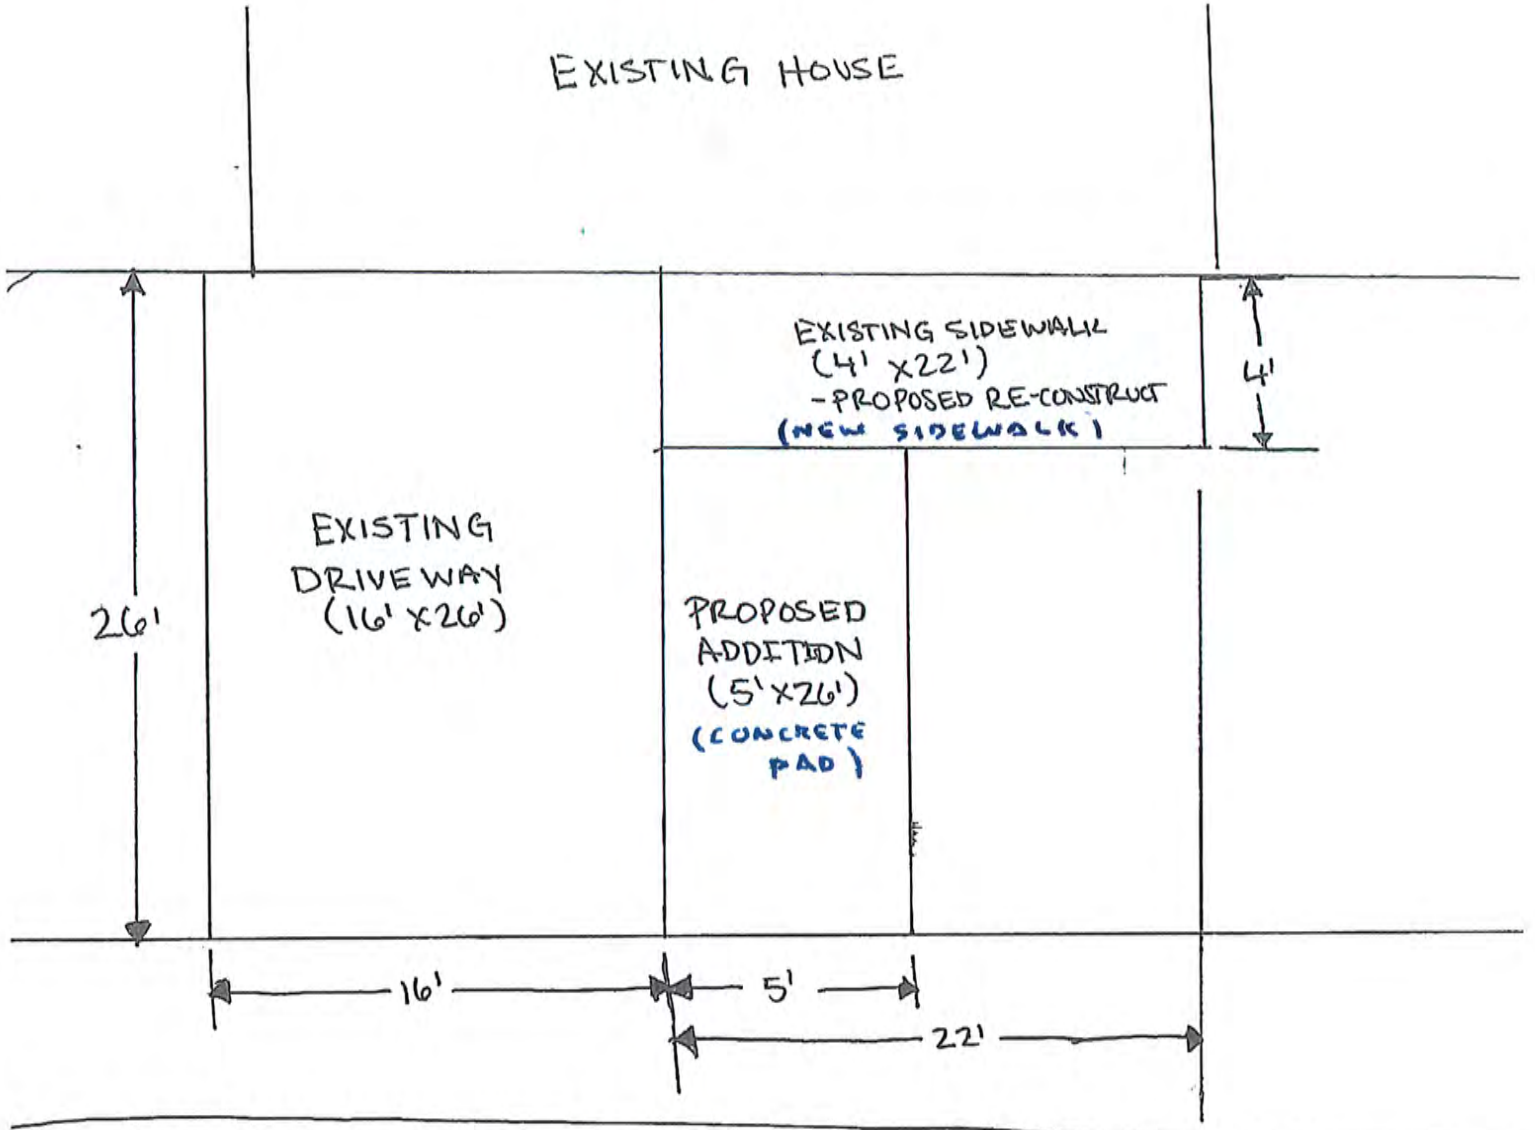 EXISTING HOUSE
EXISTING SIDEWALK
(4' x22')
-PROPOSED RE-CONSTRUCT
(NEW SIDEWALK)
4'
EXISTING
DRIVEWAY
(16' X26')
26'
PROPOSED
ADDITION
(5'X26')
(CONCRETE
PAD)
16'
5'
22'